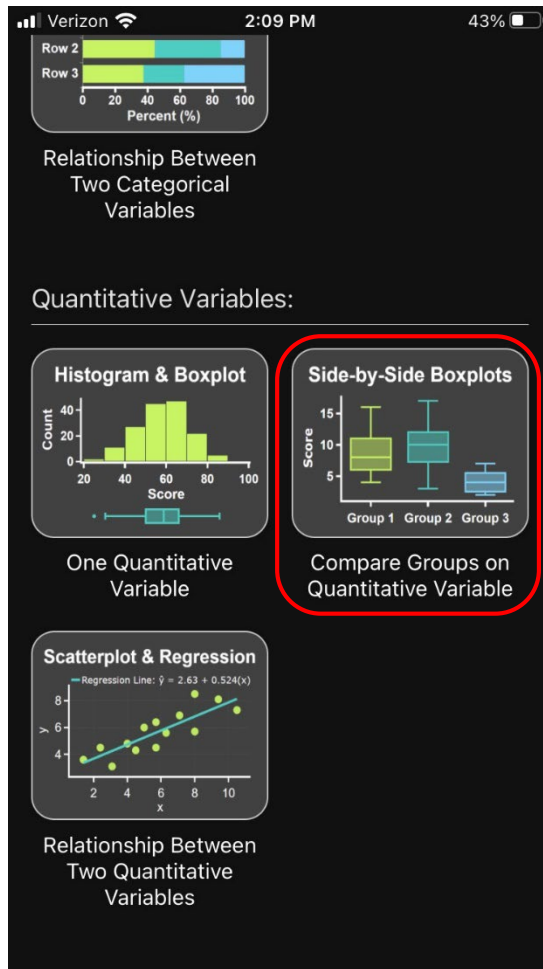 Verizon 2:09 PM 43%
Row 2
Row 3
0 20 40 60 80 100
Percent (%)
Relationship Between
Two Categorical
Variables
Quantitative Variables:
Histogram & Boxplot
Count
40
20
0
20 40 60 80 100
Score
One Quantitative
Variable
Side-by-Side Boxplots
Score
15
10
5
Group 1 Group 2 Group 3
Compare Groups on
Quantitative Variable
Scatterplot & Regression
Regression Line: ŷ = 2.63 + 0.524(x)
y
8
6
4
2 4 6 8 10
x
Relationship Between
Two Quantitative
Variables